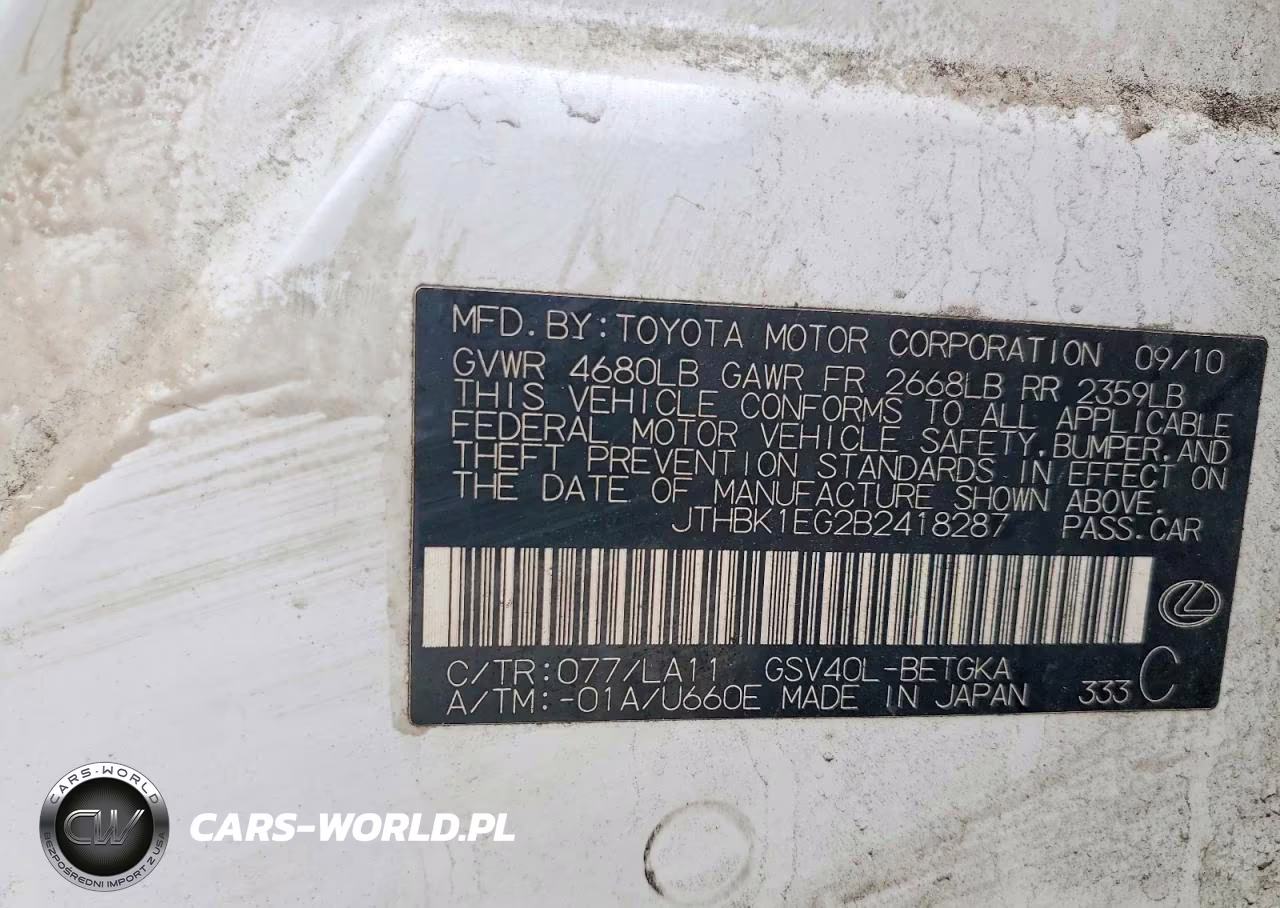 MFD.BY:TOYOTA MOTOR CORPORATION 09/10
GVWR 4680LB GAWR FR 2668LB RR 2359LB
THIS VEHICLE CONFORMS TO ALL APPLICABLE
FEDERAL MOTOR VEHICLE SAFETY,BUMPER,AND
THEFT PREVENTION STANDARDS IN EFFECT ON
THE DATE OF MANUFACTURE SHOWN ABOVE.
JTHBK1EG2B2418287 PASS.CAR
C/TR:077/LA11 GSV40L-BETGKA
A/TM:-01A/U660E MADE IN JAPAN 333 C
CARS-WORLD
CW
BEZPOŚREDNI IMPORT Z USA
CARS-WORLD.PL